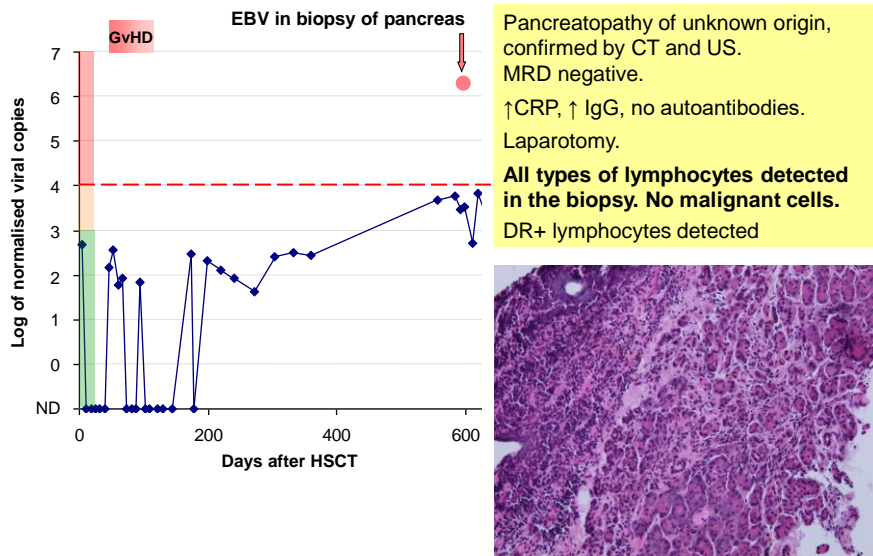 EBV in biopsy of pancreas
GvHD
7
6
5
4
3
2
1
0
ND
Log of normalised viral copies
0
200
400
600
Days after HSCT
Pancreatopathy of unknown origin,
confirmed by CT and US.
MRD negative.
↑CRP, ↑ IgG, no autoantibodies.
Laparotomy.
All types of lymphocytes detected
in the biopsy. No malignant cells.
DR+ lymphocytes detected